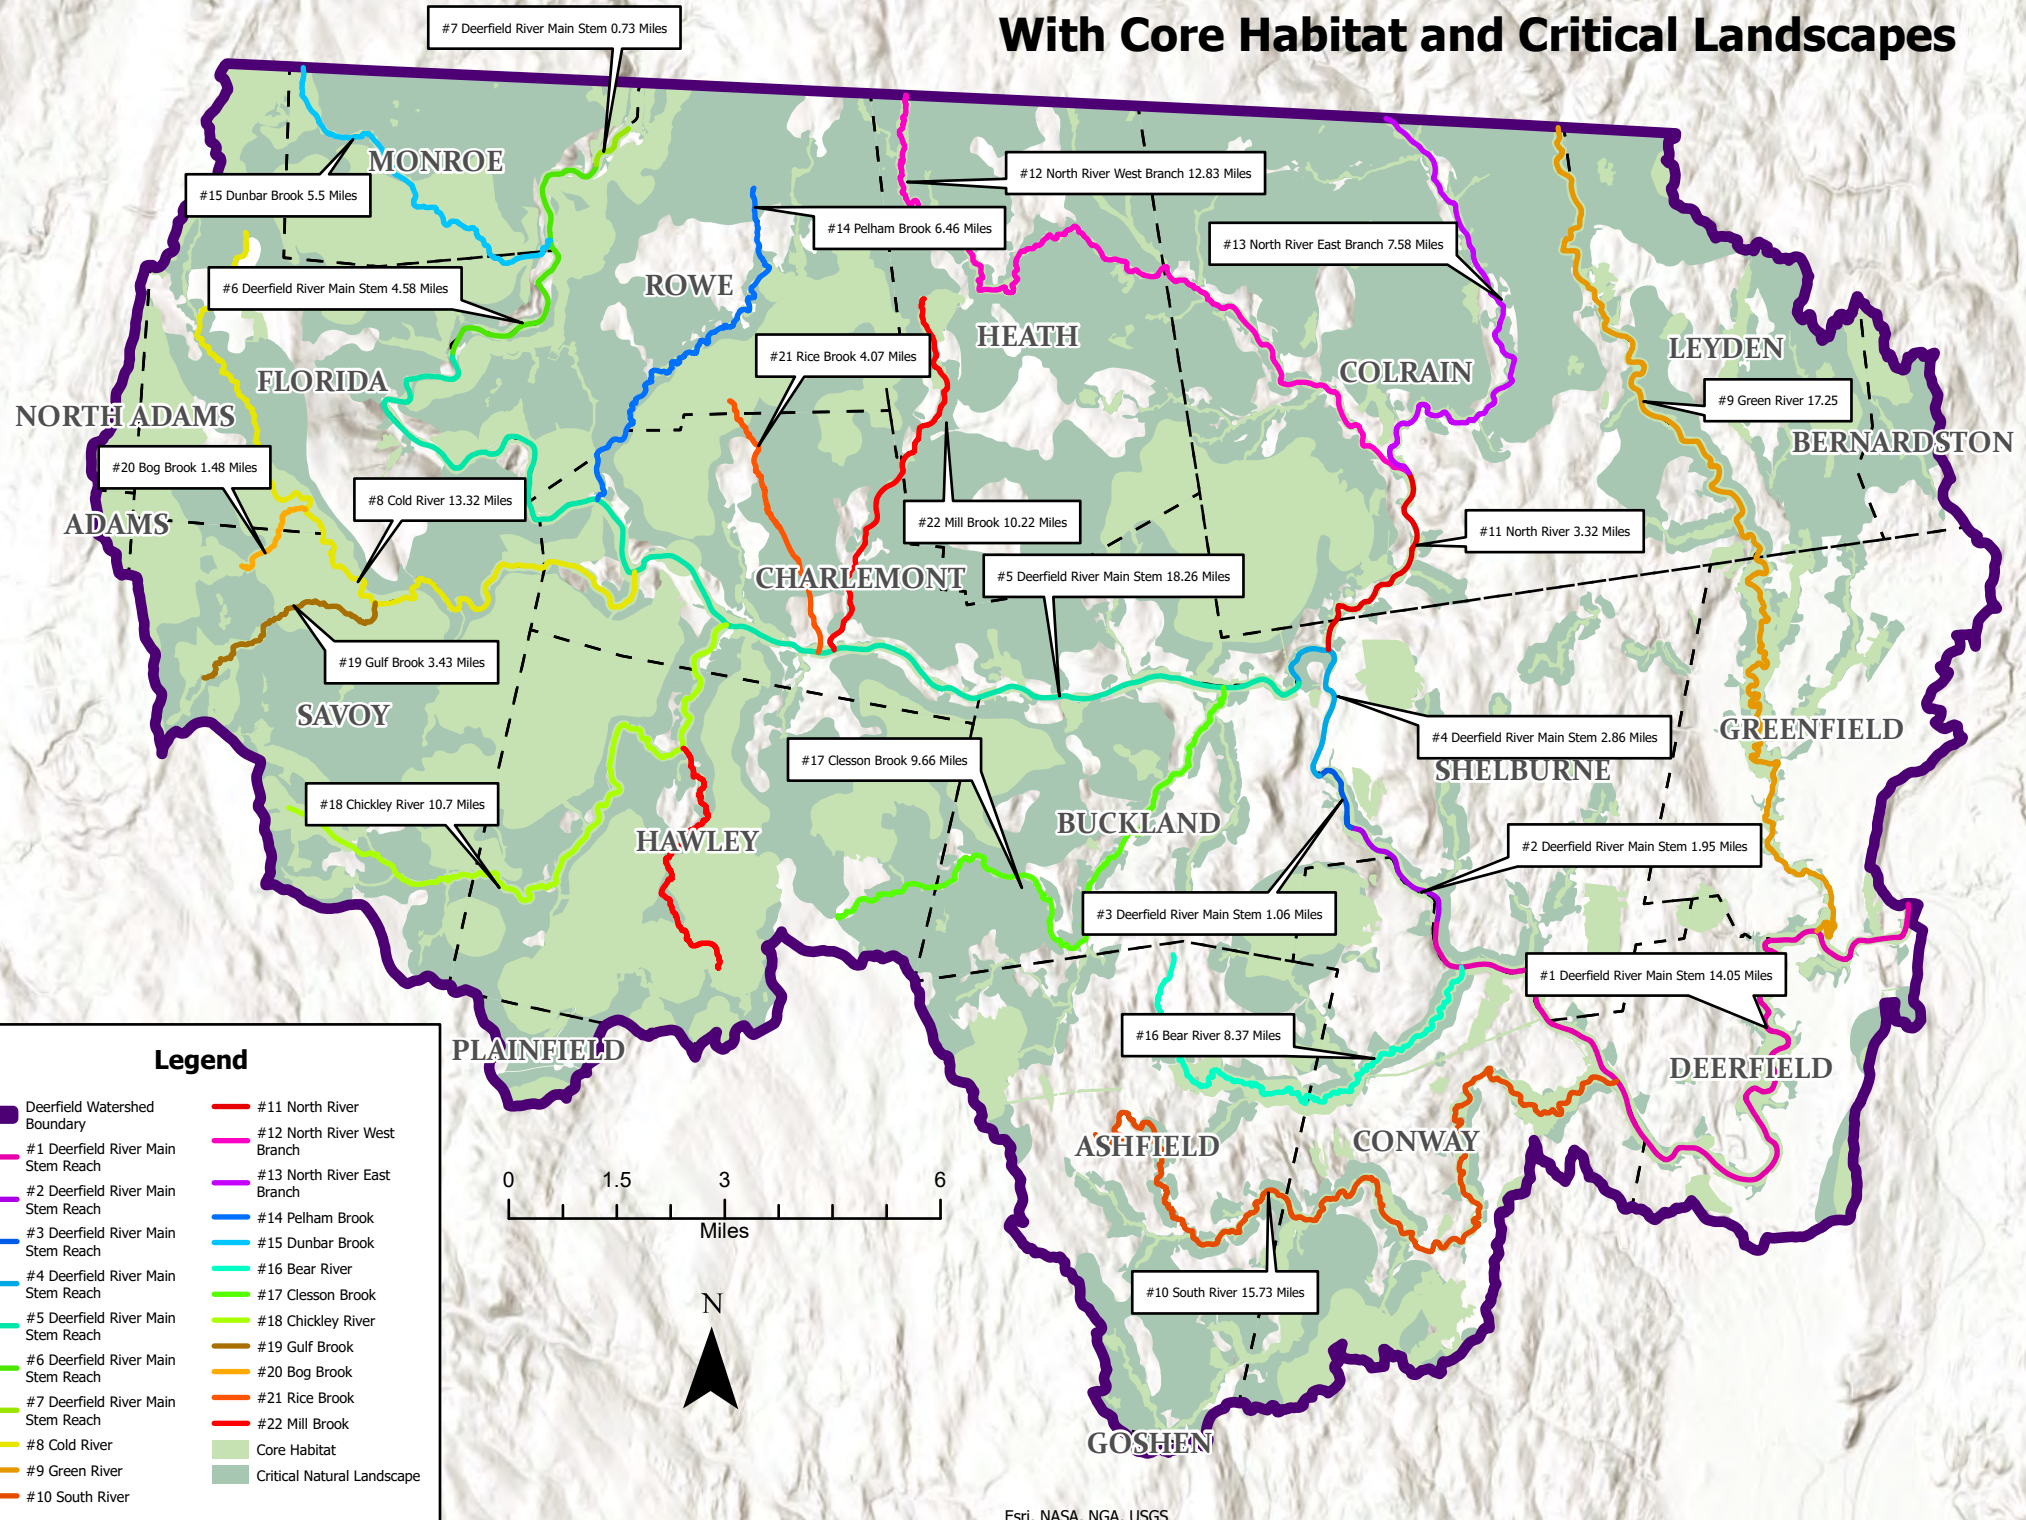 With Core Habitat and Critical Landscapes
#7 Deerfield River Main Stem 0.73 Miles
MONROE
#15 Dunbar Brook 5.5 Miles
#12 North River West Branch 12.83 Miles
#14 Pelham Brook 6.46 Miles
#13 North River East Branch 7.58 Miles
#6 Deerfield River Main Stem 4.58 Miles
ROWE
HEATH
#21 Rice Brook 4.07 Miles
LEYDEN
COLRAIN
FLORIDA
#9 Green River 17.25
NORTH ADAMS
BERNARDSTON
#20 Bog Brook 1.48 Miles
#8 Cold River 13.32 Miles
ADAMS
#22 Mill Brook 10.22 Miles
#11 North River 3.32 Miles
CHARLEMONT
#5 Deerfield River Main Stem 18.26 Miles
#19 Gulf Brook 3.43 Miles
SAVOY
GREENFIELD
#4 Deerfield River Main Stem 2.86 Miles
#17 Clesson Brook 9.66 Miles
SHELBURNE
#18 Chickley River 10.7 Miles
BUCKLAND
HAWLEY
#2 Deerfield River Main Stem 1.95 Miles
#3 Deerfield River Main Stem 1.06 Miles
#1 Deerfield River Main Stem 14.05 Miles
#16 Bear River 8.37 Miles
PLAINFIELD
DEERFIELD
ASHFIELD
CONWAY
#10 South River 15.73 Miles
GOSHEN
0 1.5 3 6
Miles
N
Legend
Deerfield Watershed
Boundary
#1 Deerfield River Main
Stem Reach
#2 Deerfield River Main
Stem Reach
#3 Deerfield River Main
Stem Reach
#4 Deerfield River Main
Stem Reach
#5 Deerfield River Main
Stem Reach
#6 Deerfield River Main
Stem Reach
#7 Deerfield River Main
Stem Reach
#8 Cold River
#9 Green River
#10 South River
#11 North River
#12 North River West
Branch
#13 North River East
Branch
#14 Pelham Brook
#15 Dunbar Brook
#16 Bear River
#17 Clesson Brook
#18 Chickley River
#19 Gulf Brook
#20 Bog Brook
#21 Rice Brook
#22 Mill Brook
Core Habitat
Critical Natural Landscape
Esri, NASA, NGA, USGS